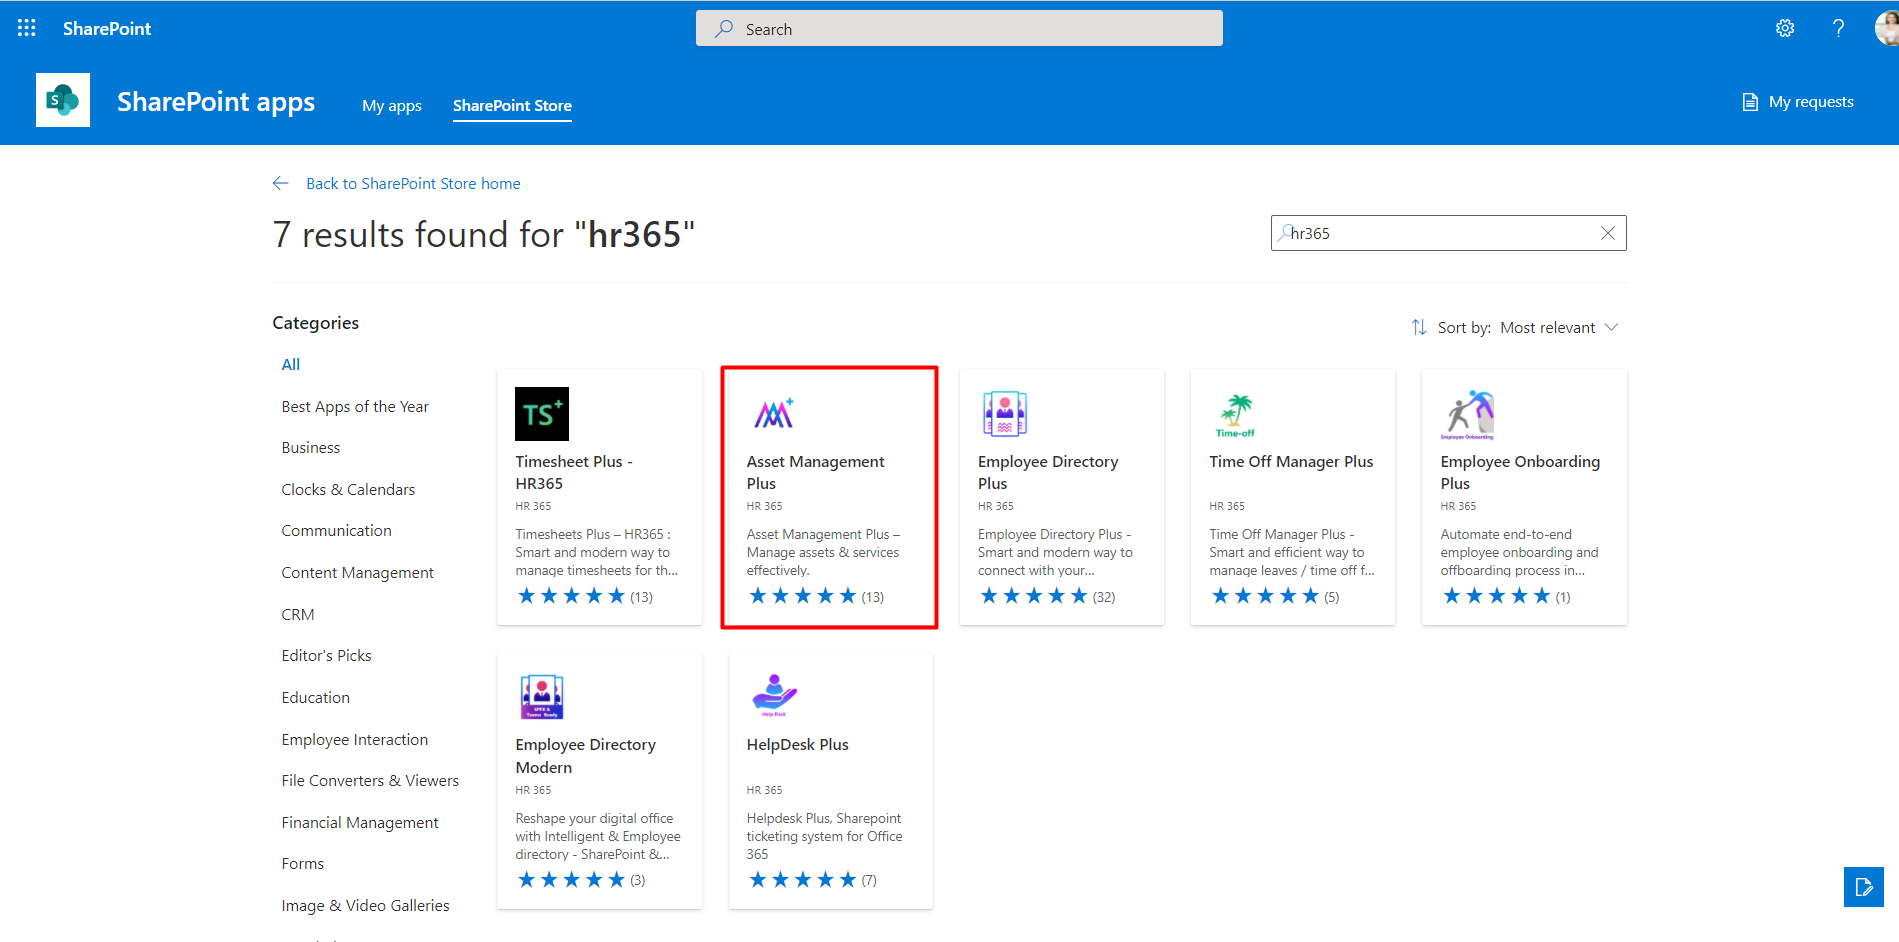 SharePoint
Search
SharePoint apps
My apps
SharePoint Store
My requests
Back to SharePoint Store home
7 results found for "hr365"
hr365
Categories
Sort by: Most relevant
All
Best Apps of the Year
Business
Clocks & Calendars
Communication
Content Management
CRM
Editor's Picks
Education
Employee Interaction
File Converters & Viewers
Financial Management
Forms
Image & Video Galleries
TS+
Timesheet Plus -
HR365
HR 365
Timesheets Plus – HR365 :
Smart and modern way to
manage timesheets for th...
(13)
Asset Management
Plus
HR 365
Asset Management Plus –
Manage assets & services
effectively.
(13)
Employee Directory
Plus
HR 365
Employee Directory Plus -
Smart and modern way to
connect with your...
(32)
Time-off
Time Off Manager Plus
HR 365
Time Off Manager Plus -
Smart and efficient way to
manage leaves / time off f...
(5)
Employee Onboarding
Employee Onboarding
Plus
HR 365
Automate end-to-end
employee onboarding and
offboarding process in...
(1)
Teams Ready
Employee Directory
Modern
HR 365
Reshape your digital office
with Intelligent & Employee
directory - SharePoint &...
(3)
Help Desk
HelpDesk Plus
HR 365
Helpdesk Plus, Sharepoint
ticketing system for Office
365
(7)